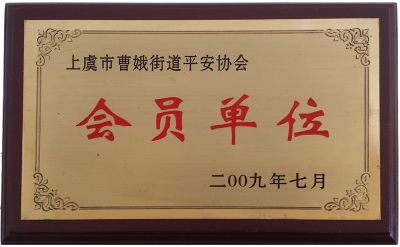 上虞市曹娥街道平安协会
会员单位
二00九年七月